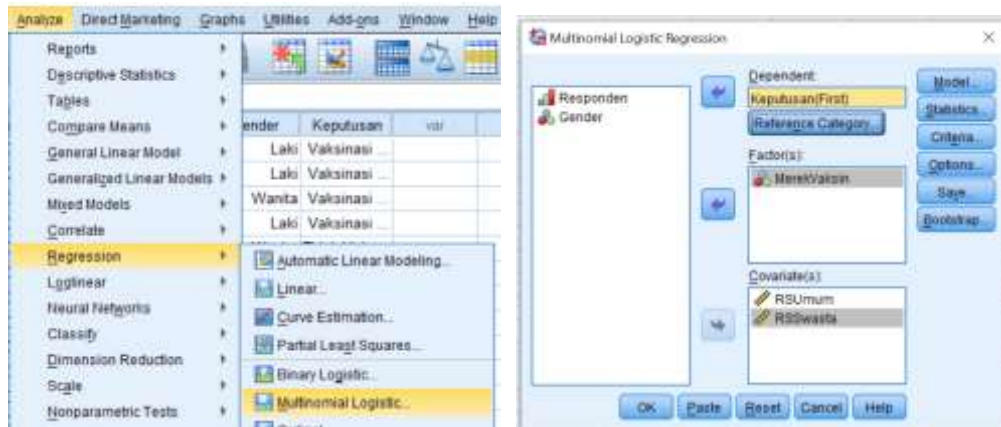 Analyze Direct Marketing Graphs Utilities Add-ons Window Help
Reports
Descriptive Statistics
Tables
Compare Means
General Linear Model
Generalized Linear Models
Mixed Models
Correlate
Regression
Loglinear
Neural Networks
Classify
Dimension Reduction
Scale
Nonparametric Tests
ender Keputusan var
Laki Vaksinasi ...
Laki Vaksinasi ...
Wanita Vaksinasi ...
Laki Vaksinasi ...
Automatic Linear Modeling...
Linear...
Curve Estimation...
Partial Least Squares...
Binary Logistic...
Multinomial Logistic...
Multinomial Logistic Regression
Responden
Gender
Dependent:
Keputusan(First)
Reference Category...
Factor(s):
MerekVaksin
Covariate(s):
RSUmum
RSSwasta
Model...
Statistics...
Criteria...
Options...
Save...
Bootstrap...
OK Paste Reset Cancel Help